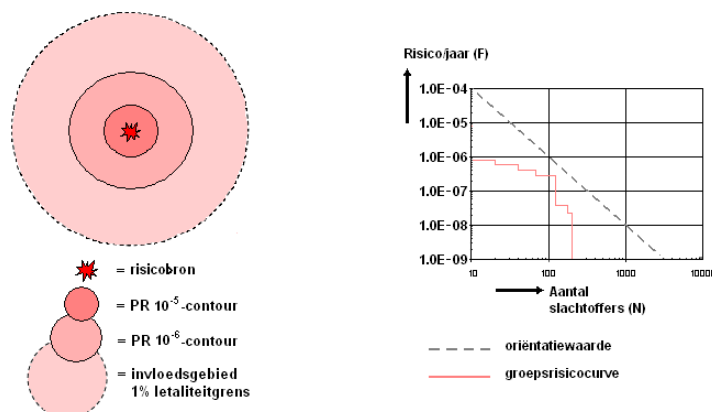 = risicobron
= PR 10⁻⁵-contour
= PR 10⁻⁶-contour
= invloedsgebied
1% letaliteitgrens
Risico/jaar (F)
1.0E-04
1.0E-05
1.0E-06
1.0E-07
1.0E-08
1.0E-09
10 100 1000 10000
Aantal
slachtoffers (N)
oriëntatiewaarde
groepsrisicocurve